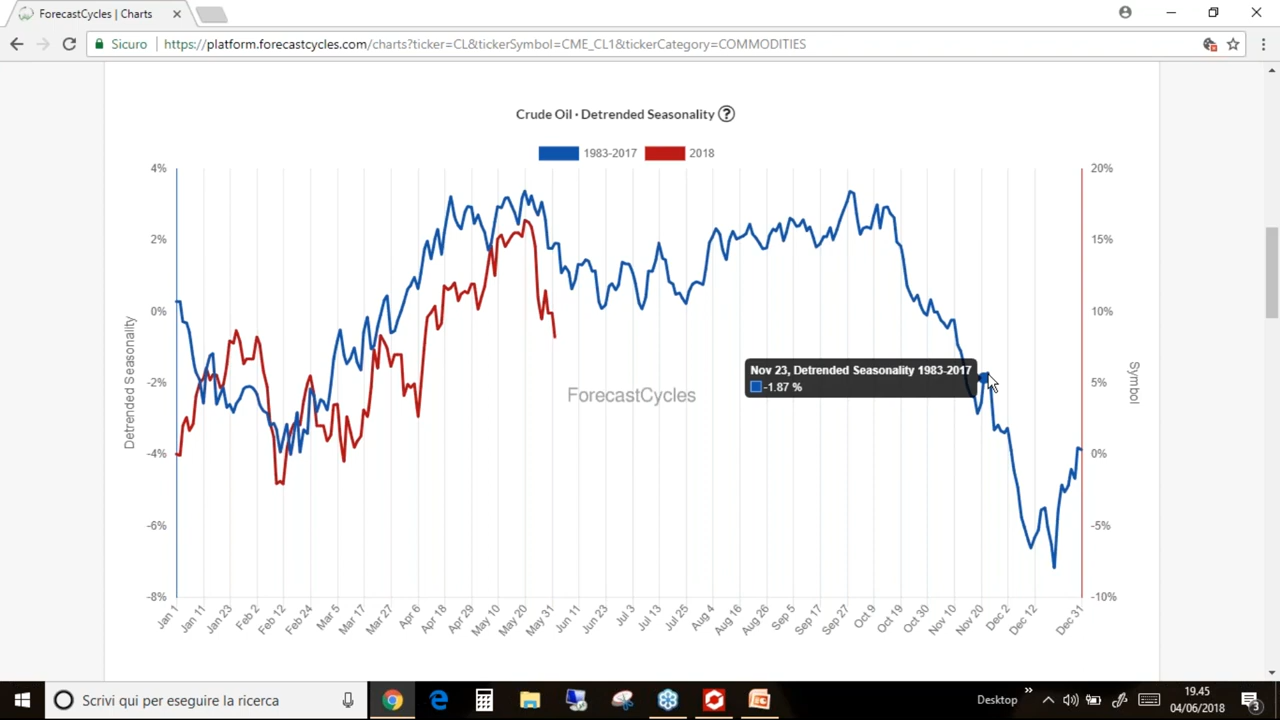 ForecastCycles | Charts
Sicuro
https://platform.forecastcycles.com/charts?ticker=CL&tickerSymbol=CME_CL1&tickerCategory=COMMODITIES
Crude Oil · Detrended Seasonality ?
1983-2017 2018
4% 20%
2% 15%
0% 10%
-2% 5%
-4% 0%
-6% -5%
-8% -10%
Detrended Seasonality
Symbol
Nov 23, Detrended Seasonality 1983-2017
-1.87 %
ForecastCycles
Jan 1 Jan 11 Jan 23 Feb 2 Feb 12 Feb 24 Mar 5 Mar 17 Mar 27 Apr 6 Apr 18 Apr 29 May 10 May 20 May 31 Jun 11 Jun 23 Jul 3 Jul 13 Jul 25 Aug 4 Aug 16 Aug 26 Sep 5 Sep 17 Sep 27 Oct 9 Oct 19 Oct 30 Nov 10 Nov 20 Dec 2 Dec 12 Dec 31
Scrivi qui per eseguire la ricerca
Desktop
19.45
04/06/2018
3